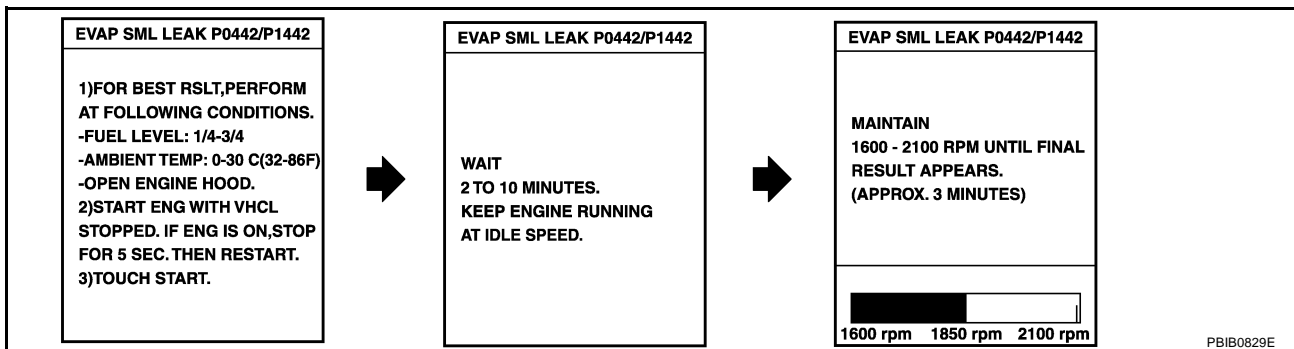 EVAP SML LEAK P0442/P1442
1)FOR BEST RSLT,PERFORM
AT FOLLOWING CONDITIONS.
-FUEL LEVEL: 1/4-3/4
-AMBIENT TEMP: 0-30 C(32-86F)
-OPEN ENGINE HOOD.
2)START ENG WITH VHCL
STOPPED. IF ENG IS ON,STOP
FOR 5 SEC. THEN RESTART.
3)TOUCH START.
EVAP SML LEAK P0442/P1442
WAIT
2 TO 10 MINUTES.
KEEP ENGINE RUNNING
AT IDLE SPEED.
EVAP SML LEAK P0442/P1442
MAINTAIN
1600 - 2100 RPM UNTIL FINAL
RESULT APPEARS.
(APPROX. 3 MINUTES)
1600 rpm 1850 rpm 2100 rpm
PBIB0829E